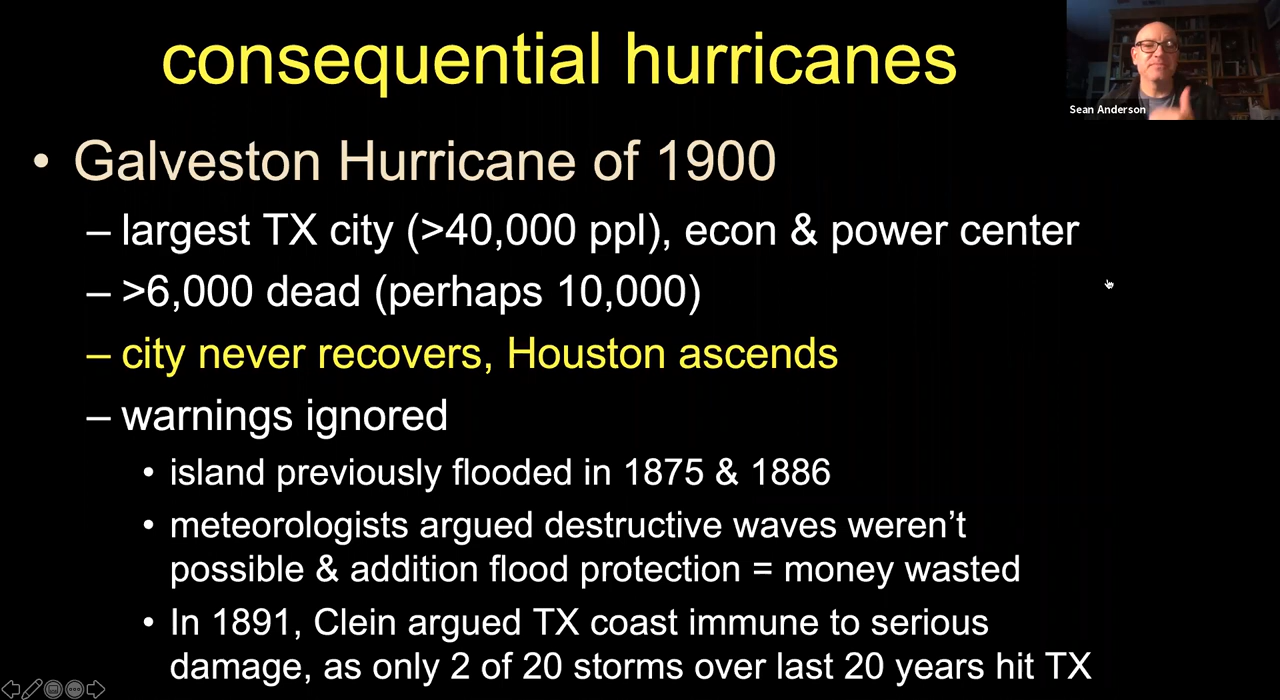 consequential hurricanes
Sean Anderson
• Galveston Hurricane of 1900
– largest TX city (>40,000 ppl), econ & power center
– >6,000 dead (perhaps 10,000)
– city never recovers, Houston ascends
– warnings ignored
• island previously flooded in 1875 & 1886
• meteorologists argued destructive waves weren’t
possible & addition flood protection = money wasted
• In 1891, Clein argued TX coast immune to serious
damage, as only 2 of 20 storms over last 20 years hit TX